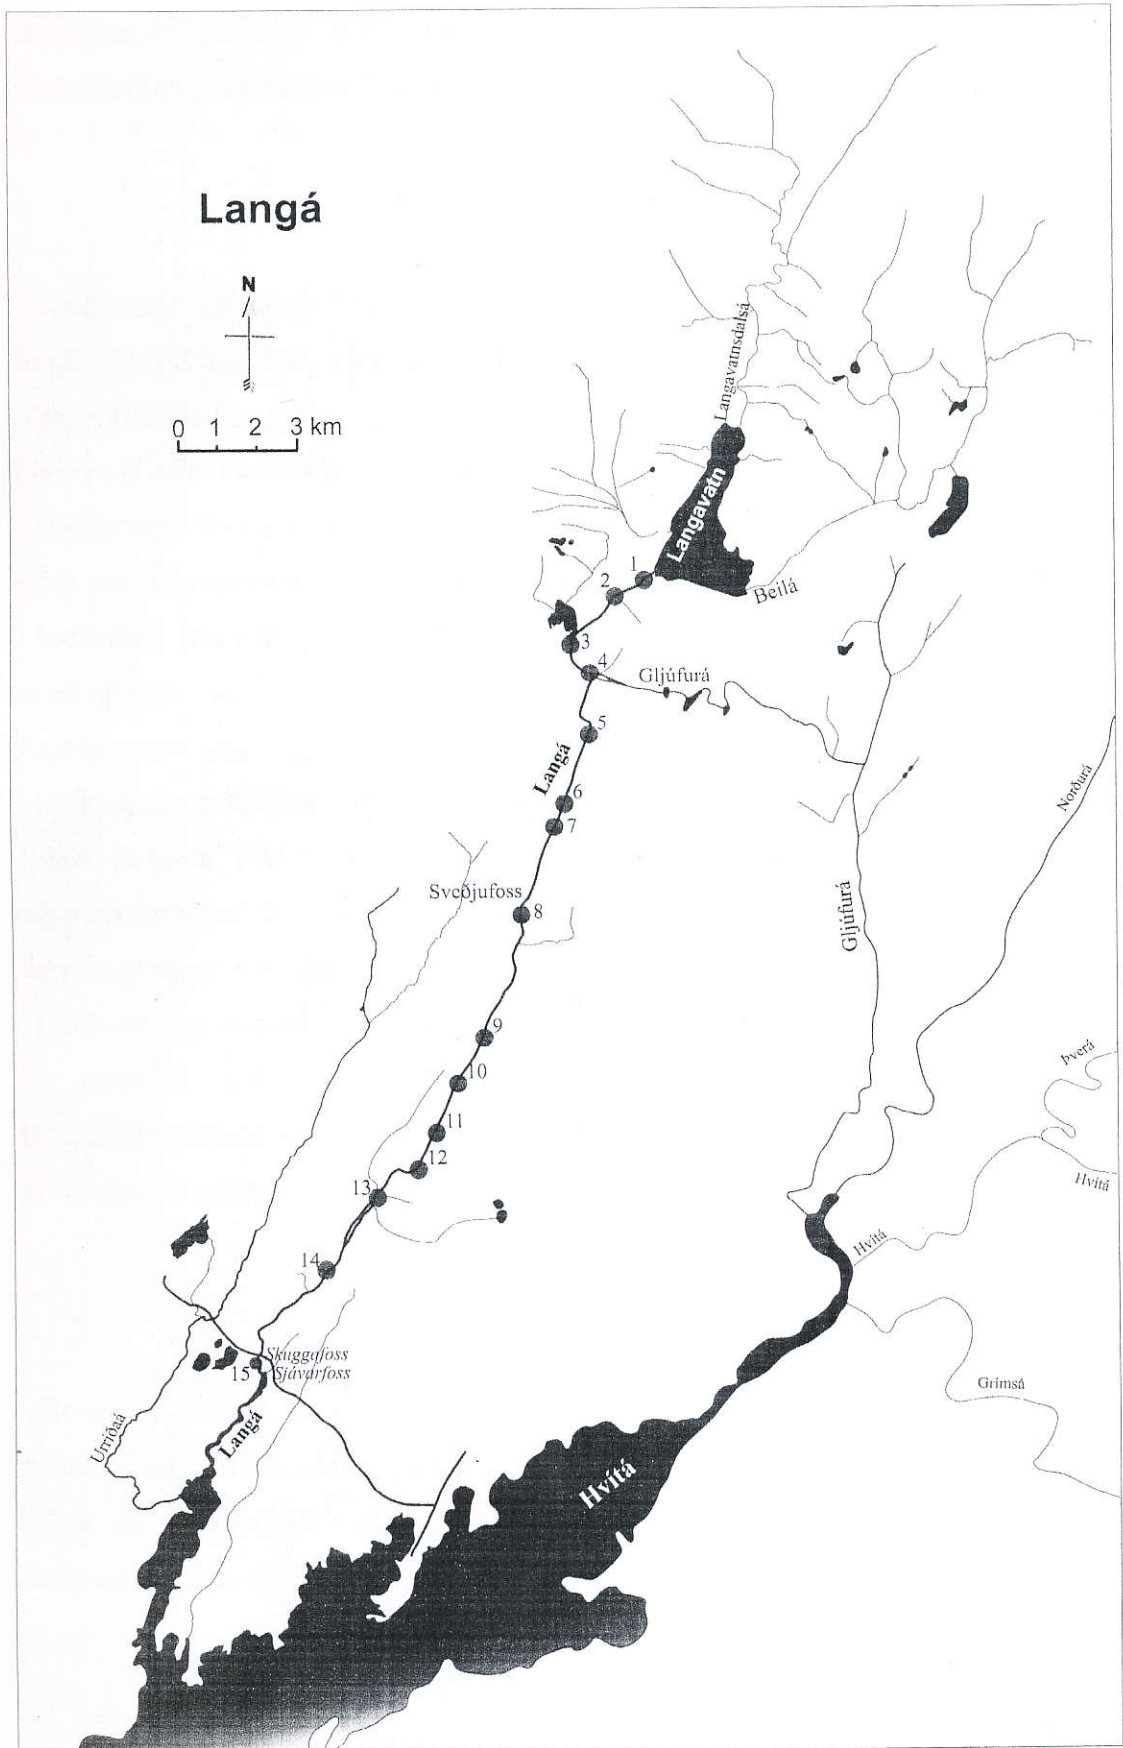 Langá
N
0 1 2 3 km
Langavatnsdalsá
Langavatn
Beilá
1
2
3
4
Gljúfurá
5
Langá
6
7
Norðurá
Sveðjufoss
8
Gljúfurá
9
Þverá
10
11
12
Hvítá
13
Hvítá
14
Skuggafoss
15
Sjávarfoss
Grímsá
Urriðaá
Langá
Hvítá